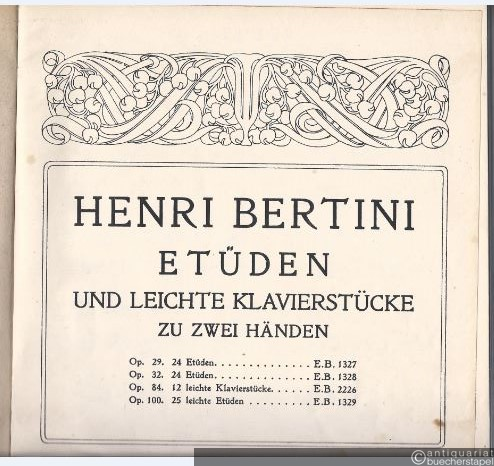 HENRI BERTINI
ETÜDEN
UND LEICHTE KLAVIERSTÜCKE
ZU ZWEI HÄNDEN
Op. 29. 24 Etüden. . . . . . . . . . . . . . E.B. 1327
Op. 32. 24 Etüden. . . . . . . . . . . . . . E.B. 1328
Op. 84. 12 leichte Klavierstücke. . . . . . E.B. 2226
Op. 100. 25 leichte Etüden . . . . . . . . . E.B. 1329
antiquariat
buecherstapel